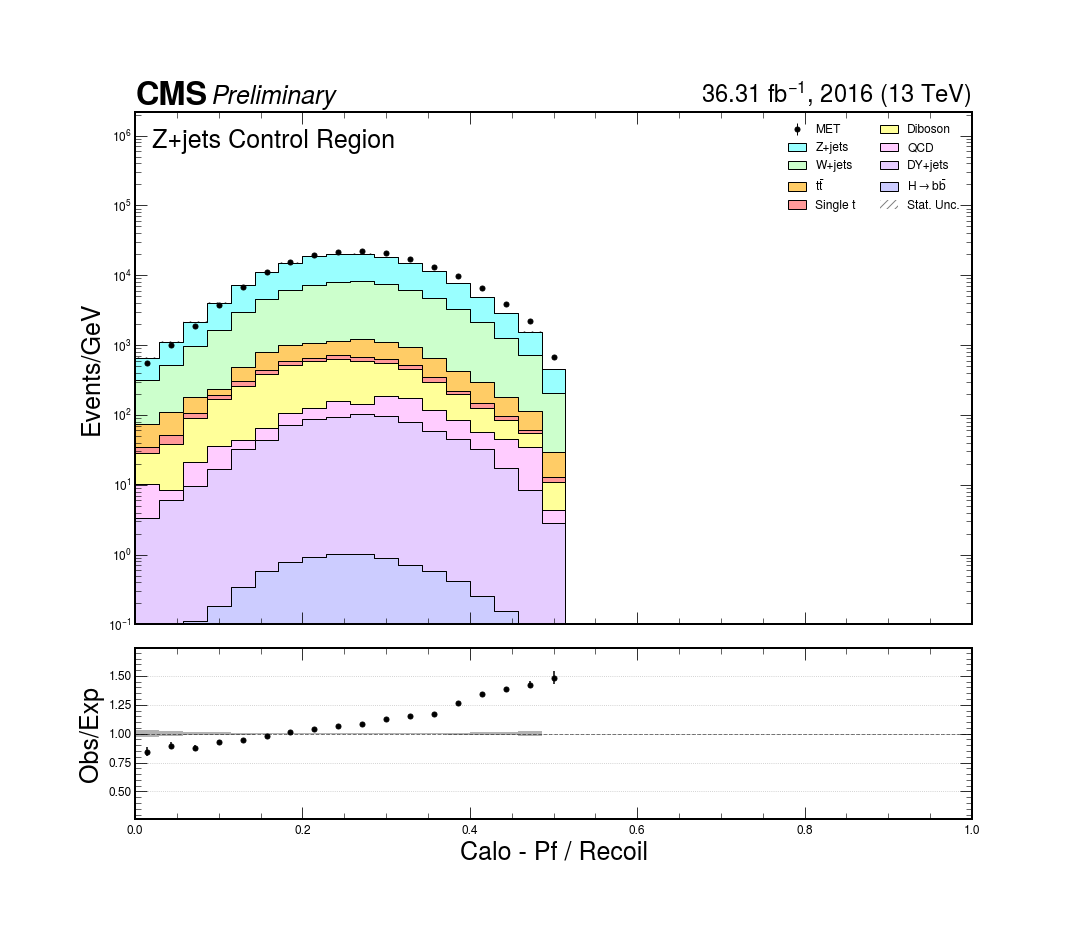 CMS Preliminary
36.31 fb⁻¹, 2016 (13 TeV)
Z+jets Control Region
MET
Z+jets
W+jets
tt̄
Single t
Diboson
QCD
DY+jets
H→bb̄
Stat. Unc.
Events/GeV
10⁶
10⁵
10⁴
10³
10²
10¹
10⁰
10⁻¹
Obs/Exp
1.50
1.25
1.00
0.75
0.50
0.0 0.2 0.4 0.6 0.8 1.0
Calo - Pf / Recoil